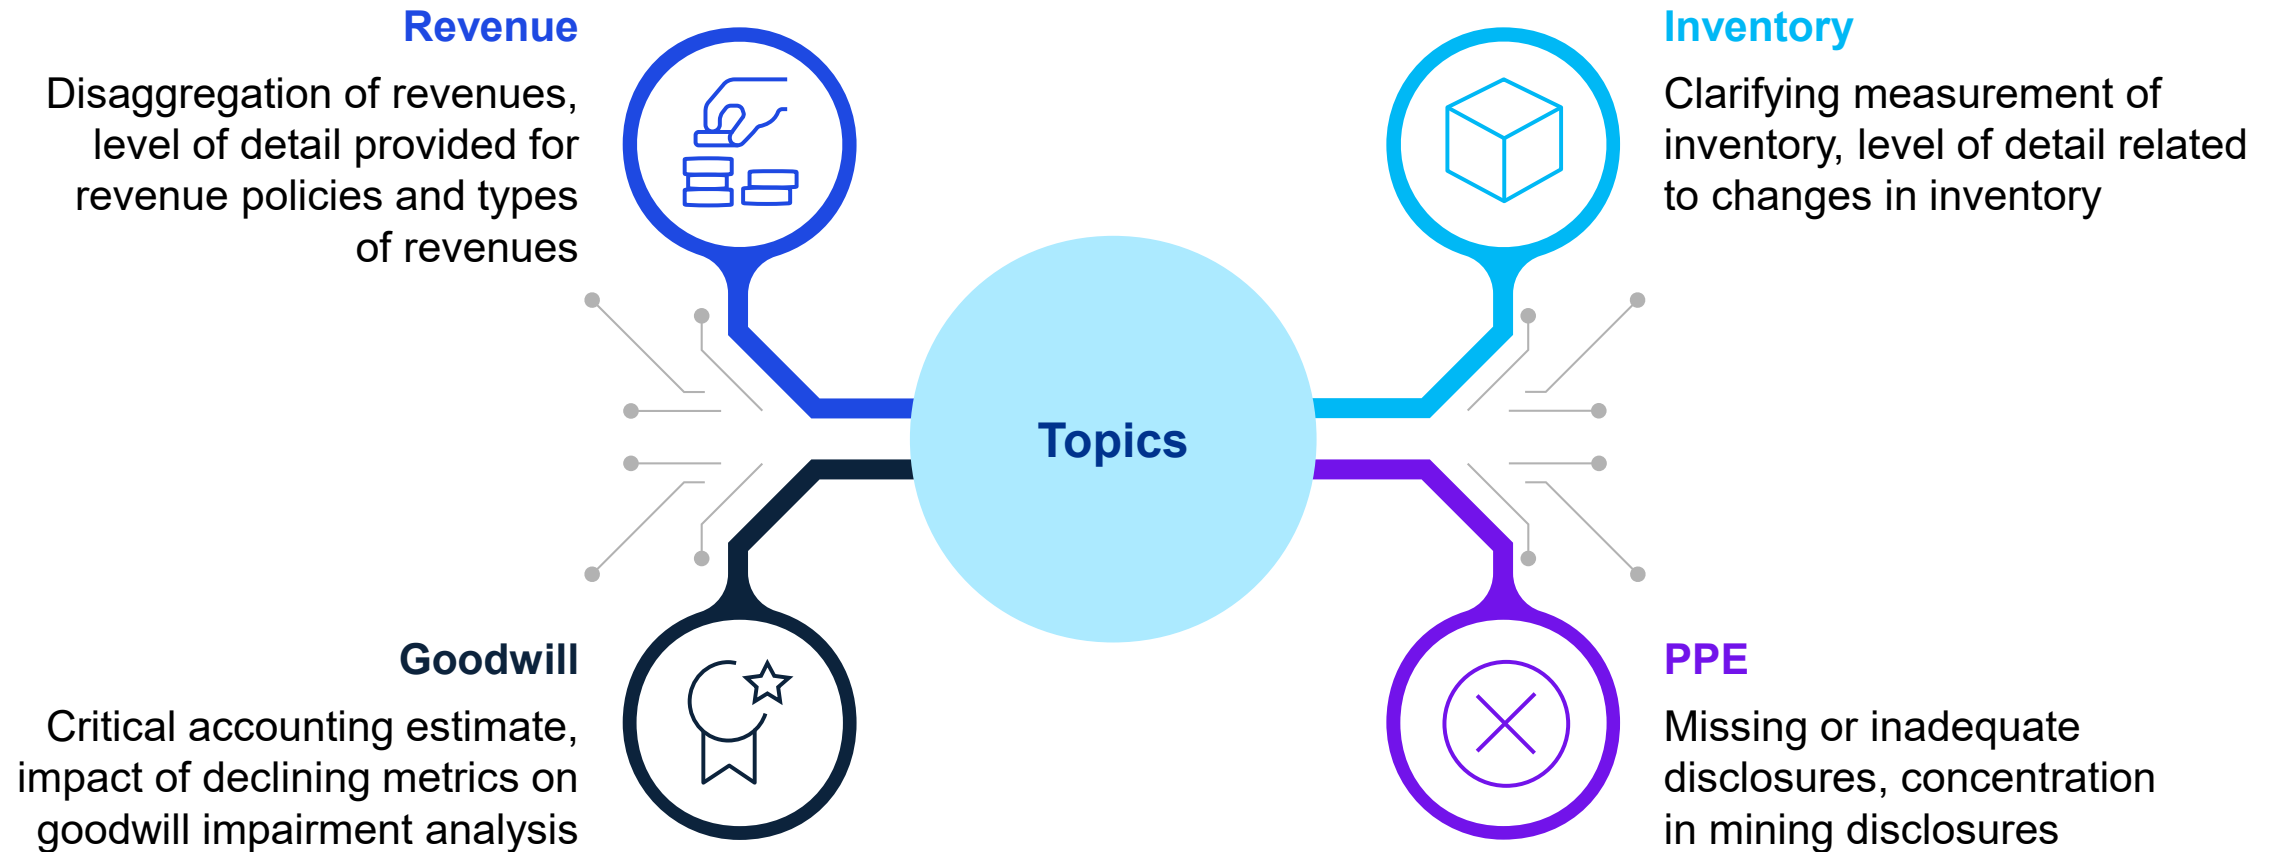 Revenue
Disaggregation of revenues,
level of detail provided for
revenue policies and types
of revenues
Inventory
Clarifying measurement of
inventory, level of detail related
to changes in inventory
Topics
Goodwill
Critical accounting estimate,
impact of declining metrics on
goodwill impairment analysis
PPE
Missing or inadequate
disclosures, concentration
in mining disclosures